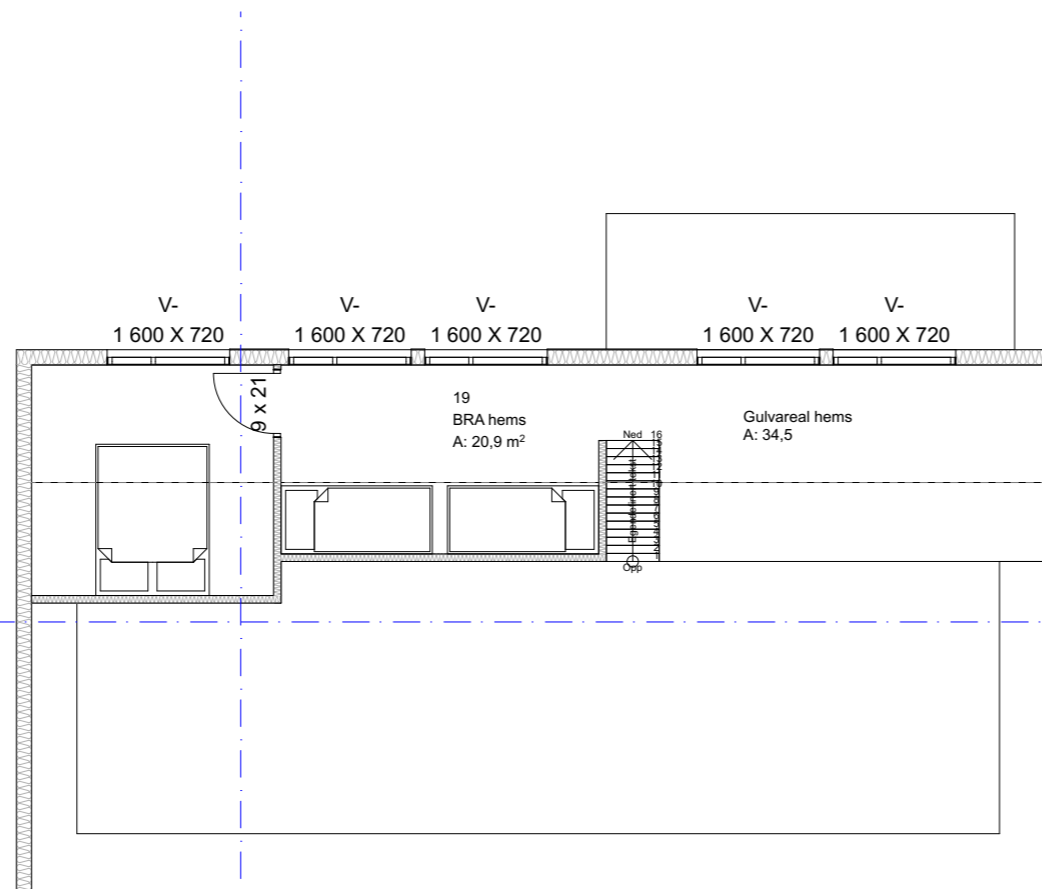 V-
1 600 X 720
V-
1 600 X 720
V-
1 600 X 720
V-
1 600 X 720
V-
1 600 X 720
9 x 21
19
BRA hems
A: 20,9 m²
Gulvareal hems
A: 34,5
Ned
16
Opp